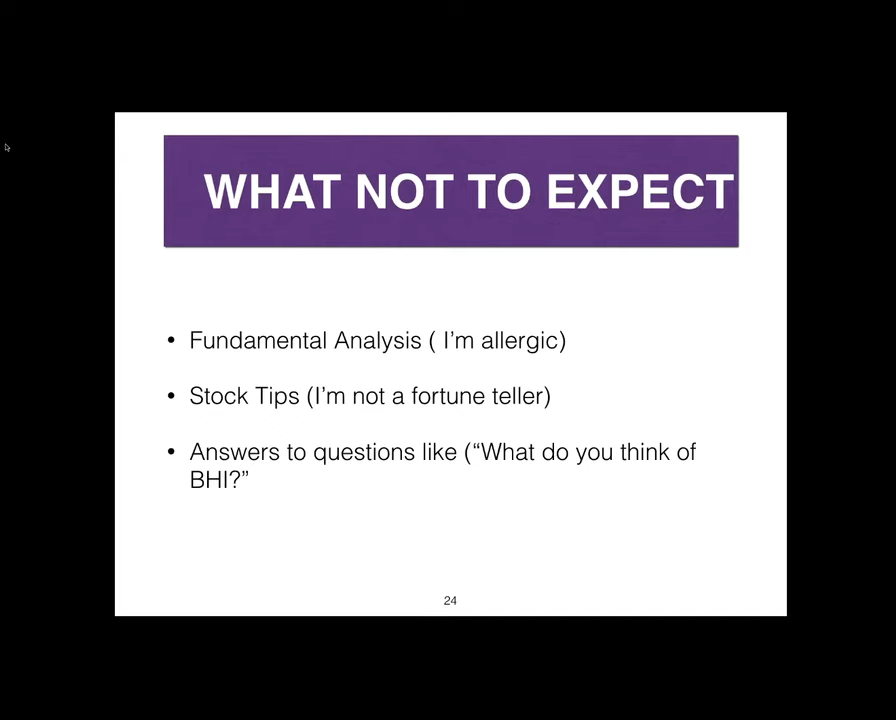 WHAT NOT TO EXPECT
• Fundamental Analysis ( I’m allergic)
• Stock Tips (I’m not a fortune teller)
• Answers to questions like (“What do you think of
BHI?”
24